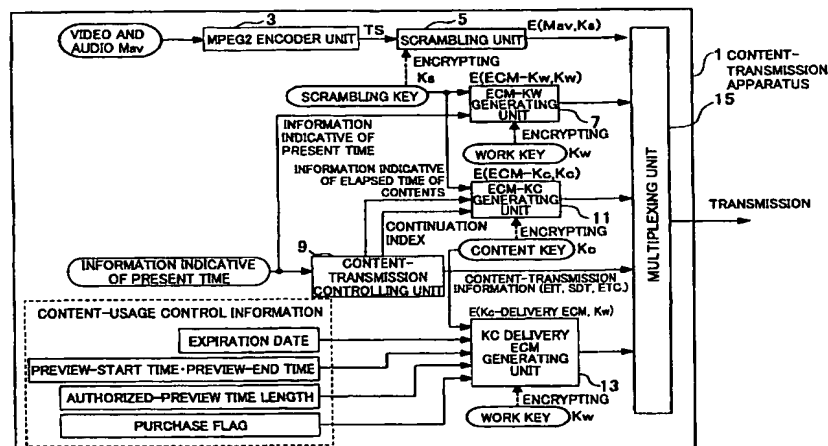 VIDEO AND
AUDIO Mav
3
MPEG2 ENCODER UNIT
TS
5
SCRAMBLING UNIT
E(Mav,Ks)
ENCRYPTING
Ks
SCRAMBLING KEY
1 CONTENT-
TRANSMISSION
APPARATUS
15
E(ECM-Kw,Kw)
ECM-KW
GENERATING
UNIT
7
ENCRYPTING
WORK KEY
Kw
INFORMATION
INDICATIVE OF
PRESENT TIME
INFORMATION INDICATIVE
OF ELAPSED TIME OF
CONTENTS
E(ECM-Kc,Kc)
ECM-KC
GENERATING
UNIT
11
ENCRYPTING
CONTENT KEY
Kc
CONTINUATION
INDEX
MULTIPLEXING UNIT
TRANSMISSION
9
INFORMATION INDICATIVE
OF PRESENT TIME
CONTENT-
TRANSMISSION
CONTROLLING UNIT
CONTENT-TRANSMISSION
INFORMATION (EIT, SDT, ETC.)
CONTENT-USAGE CONTROL INFORMATION
EXPIRATION DATE
PREVIEW-START TIME·PREVIEW-END TIME
AUTHORIZED-PREVIEW TIME LENGTH
PURCHASE FLAG
E(Kc-DELIVERY ECM, Kw)
KC DELIVERY
ECM
GENERATING
UNIT
13
ENCRYPTING
WORK KEY
Kw